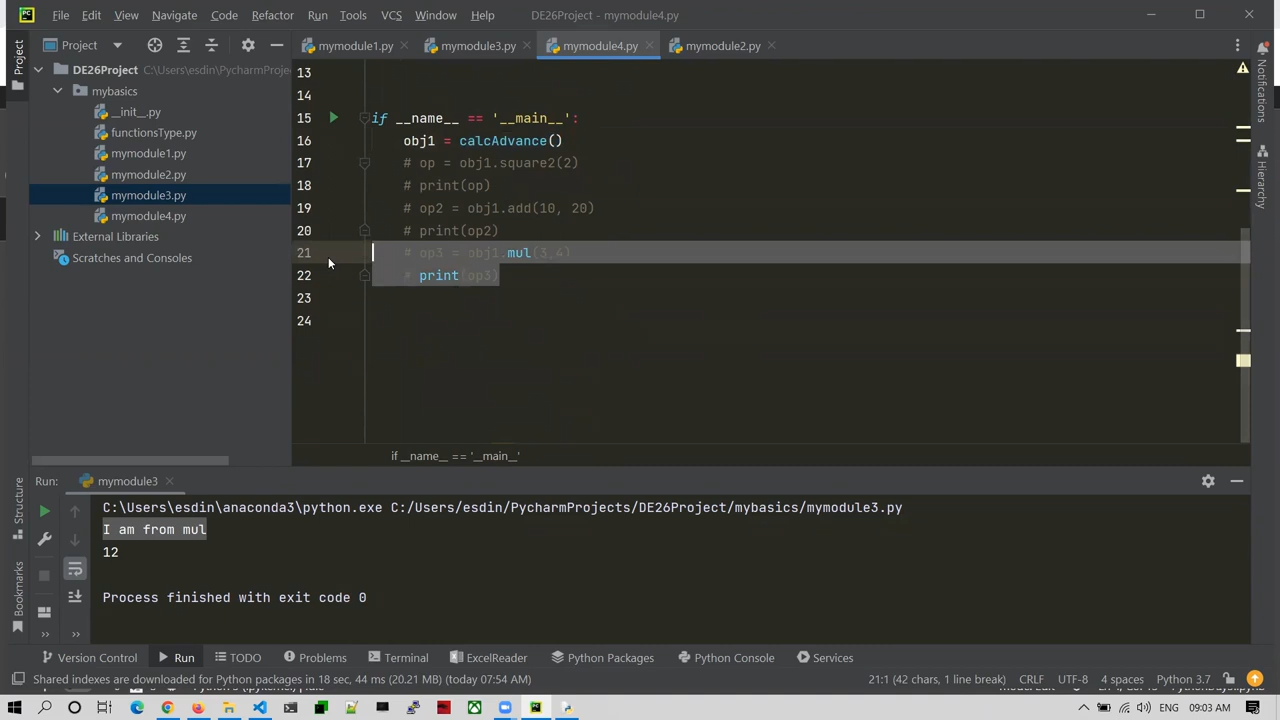 File Edit View Navigate Code Refactor Run Tools VCS Window Help DE26Project - mymodule4.py
Project
mymodule1.py mymodule3.py mymodule4.py mymodule2.py
DE26Project C:\Users\esdin\PycharmProje
mybasics
__init__.py
functionsType.py
mymodule1.py
mymodule2.py
mymodule3.py
mymodule4.py
External Libraries
Scratches and Consoles
Project
Structure
Bookmarks
13
14
15 if __name__ == '__main__':
16 obj1 = calcAdvance()
17 # op = obj1.square2(2)
18 # print(op)
19 # op2 = obj1.add(10, 20)
20 # print(op2)
21 # op3 = obj1.mul(3,4)
22 # print(op3)
23
24
if __name__ == '__main__'
Notifications
Hierarchy
Run: mymodule3
C:\Users\esdin\anaconda3\python.exe C:/Users/esdin/PycharmProjects/DE26Project/mybasics/mymodule3.py
I am from mul
12
Process finished with exit code 0
Version Control Run TODO Problems Terminal ExcelReader Python Packages Python Console Services
Shared indexes are downloaded for Python packages in 18 sec, 44 ms (20.21 MB) (today 07:54 AM) 21:1 (42 chars, 1 line break) CRLF UTF-8 4 spaces Python 3.7
ENG 09:03 AM